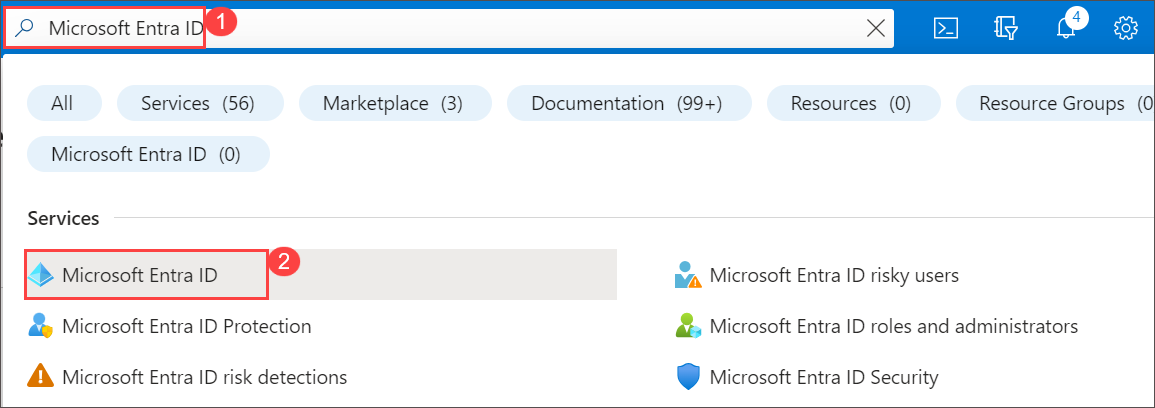 Microsoft Entra ID 1
4
All Services (56) Marketplace (3) Documentation (99+) Resources (0) Resource Groups (0
Microsoft Entra ID (0)
Services
Microsoft Entra ID 2
Microsoft Entra ID risky users
Microsoft Entra ID Protection
Microsoft Entra ID roles and administrators
Microsoft Entra ID risk detections
Microsoft Entra ID Security